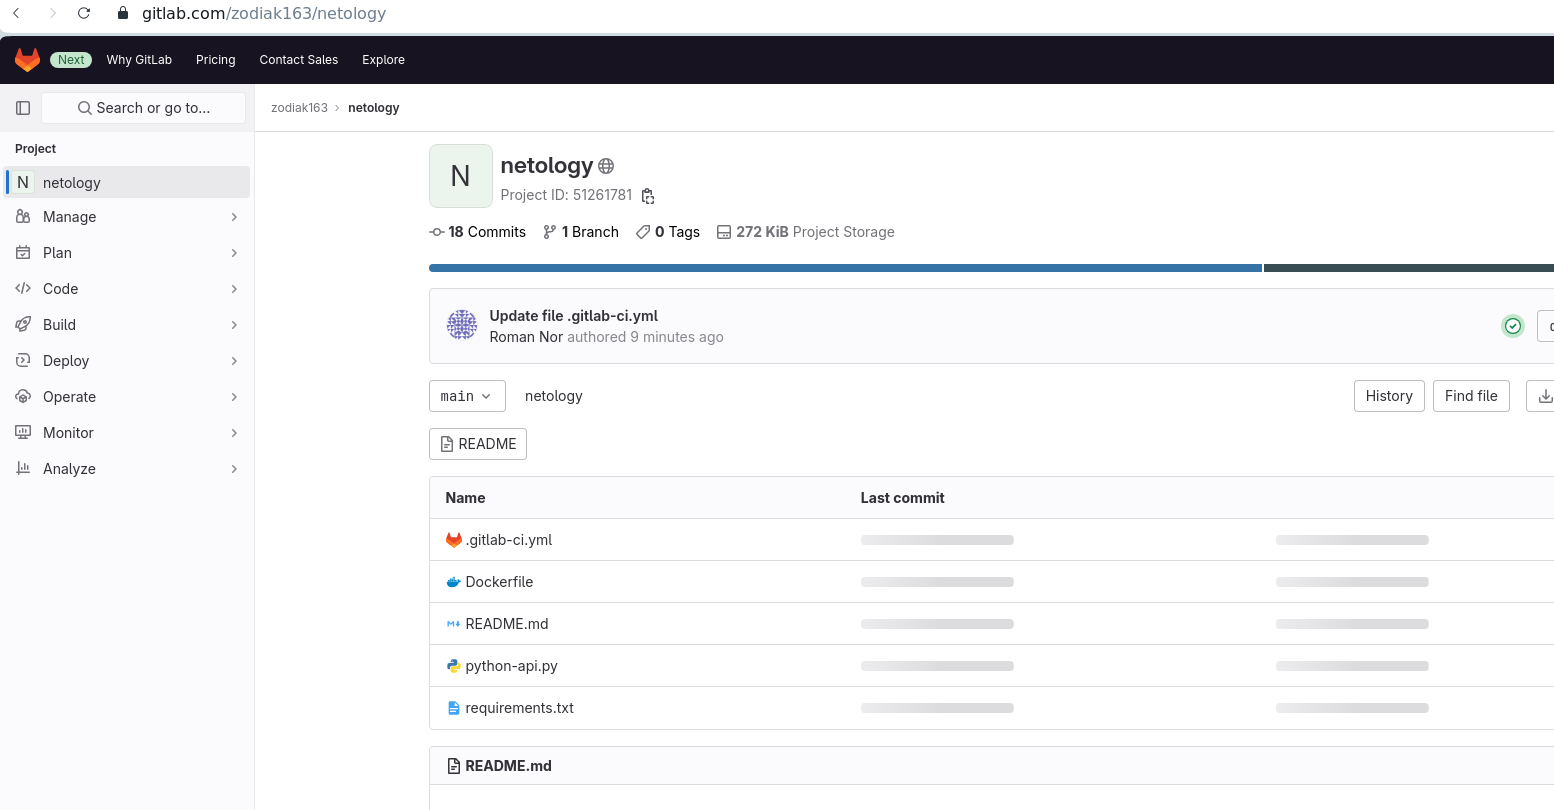 gitlab.com/zodiak163/netology
Next Why GitLab Pricing Contact Sales Explore
Search or go to...
zodiak163 › netology
Project
N netology
Manage
Plan
Code
Build
Deploy
Operate
Monitor
Analyze
N
netology
Project ID: 51261781
18 Commits 1 Branch 0 Tags 272 KiB Project Storage
Update file .gitlab-ci.yml
Roman Nor authored 9 minutes ago
main netology History Find file
README
Name Last commit
.gitlab-ci.yml
Dockerfile
README.md
python-api.py
requirements.txt
README.md